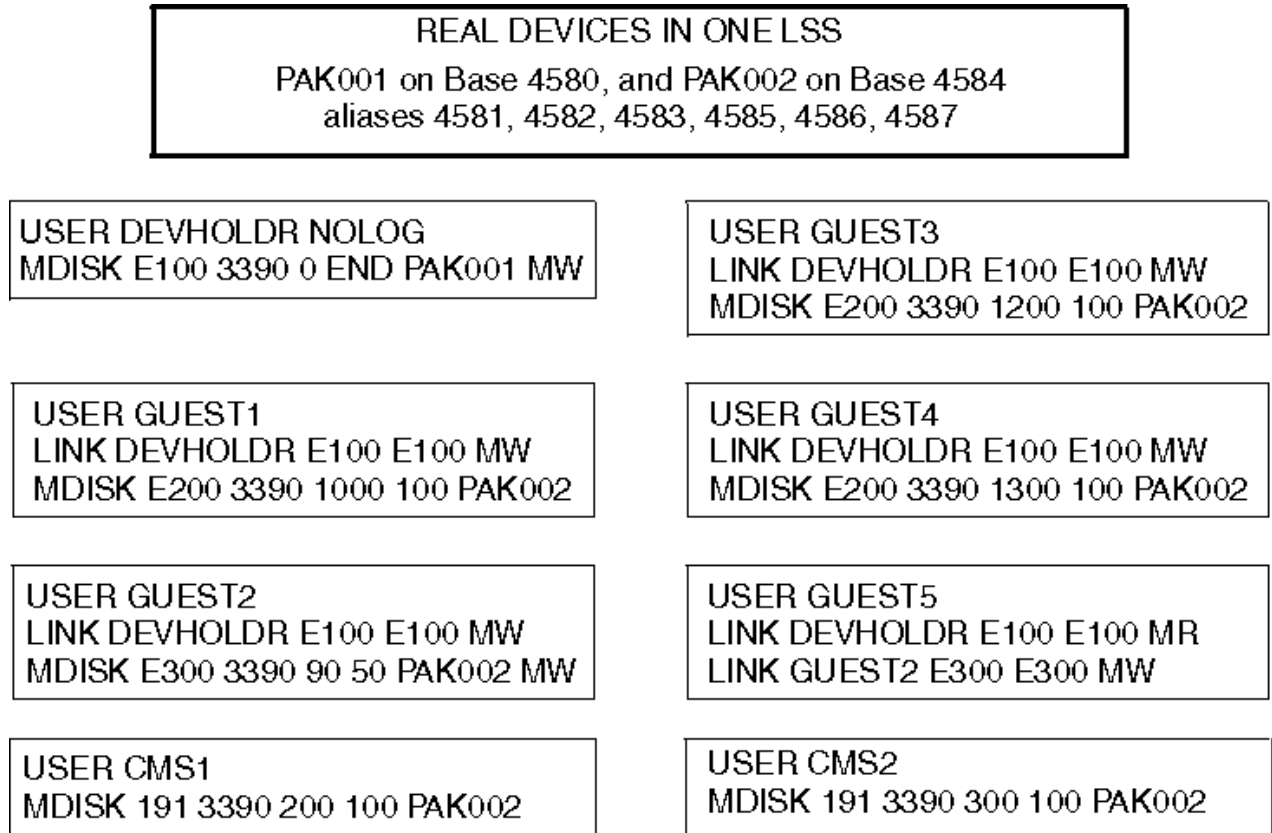 REAL DEVICES IN ONE LSS
PAK001 on Base 4580, and PAK002 on Base 4584
aliases 4581, 4582, 4583, 4585, 4586, 4587
USER DEVHOLDR NOLOG
MDISK E100 3390 0 END PAK001 MW
USER GUEST3
LINK DEVHOLDR E100 E100 MW
MDISK E200 3390 1200 100 PAK002
USER GUEST1
LINK DEVHOLDR E100 E100 MW
MDISK E200 3390 1000 100 PAK002
USER GUEST4
LINK DEVHOLDR E100 E100 MW
MDISK E200 3390 1300 100 PAK002
USER GUEST2
LINK DEVHOLDR E100 E100 MW
MDISK E300 3390 90 50 PAK002 MW
USER GUEST5
LINK DEVHOLDR E100 E100 MR
LINK GUEST2 E300 E300 MW
USER CMS1
MDISK 191 3390 200 100 PAK002
USER CMS2
MDISK 191 3390 300 100 PAK002